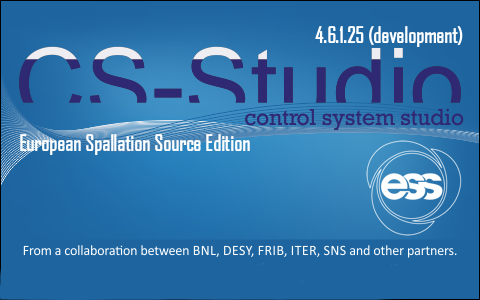 4.6.1.25 (development)
CS-Studio
control system studio
European Spallation Source Edition
ess
From a collaboration between BNL, DESY, FRIB, ITER, SNS and other partners.